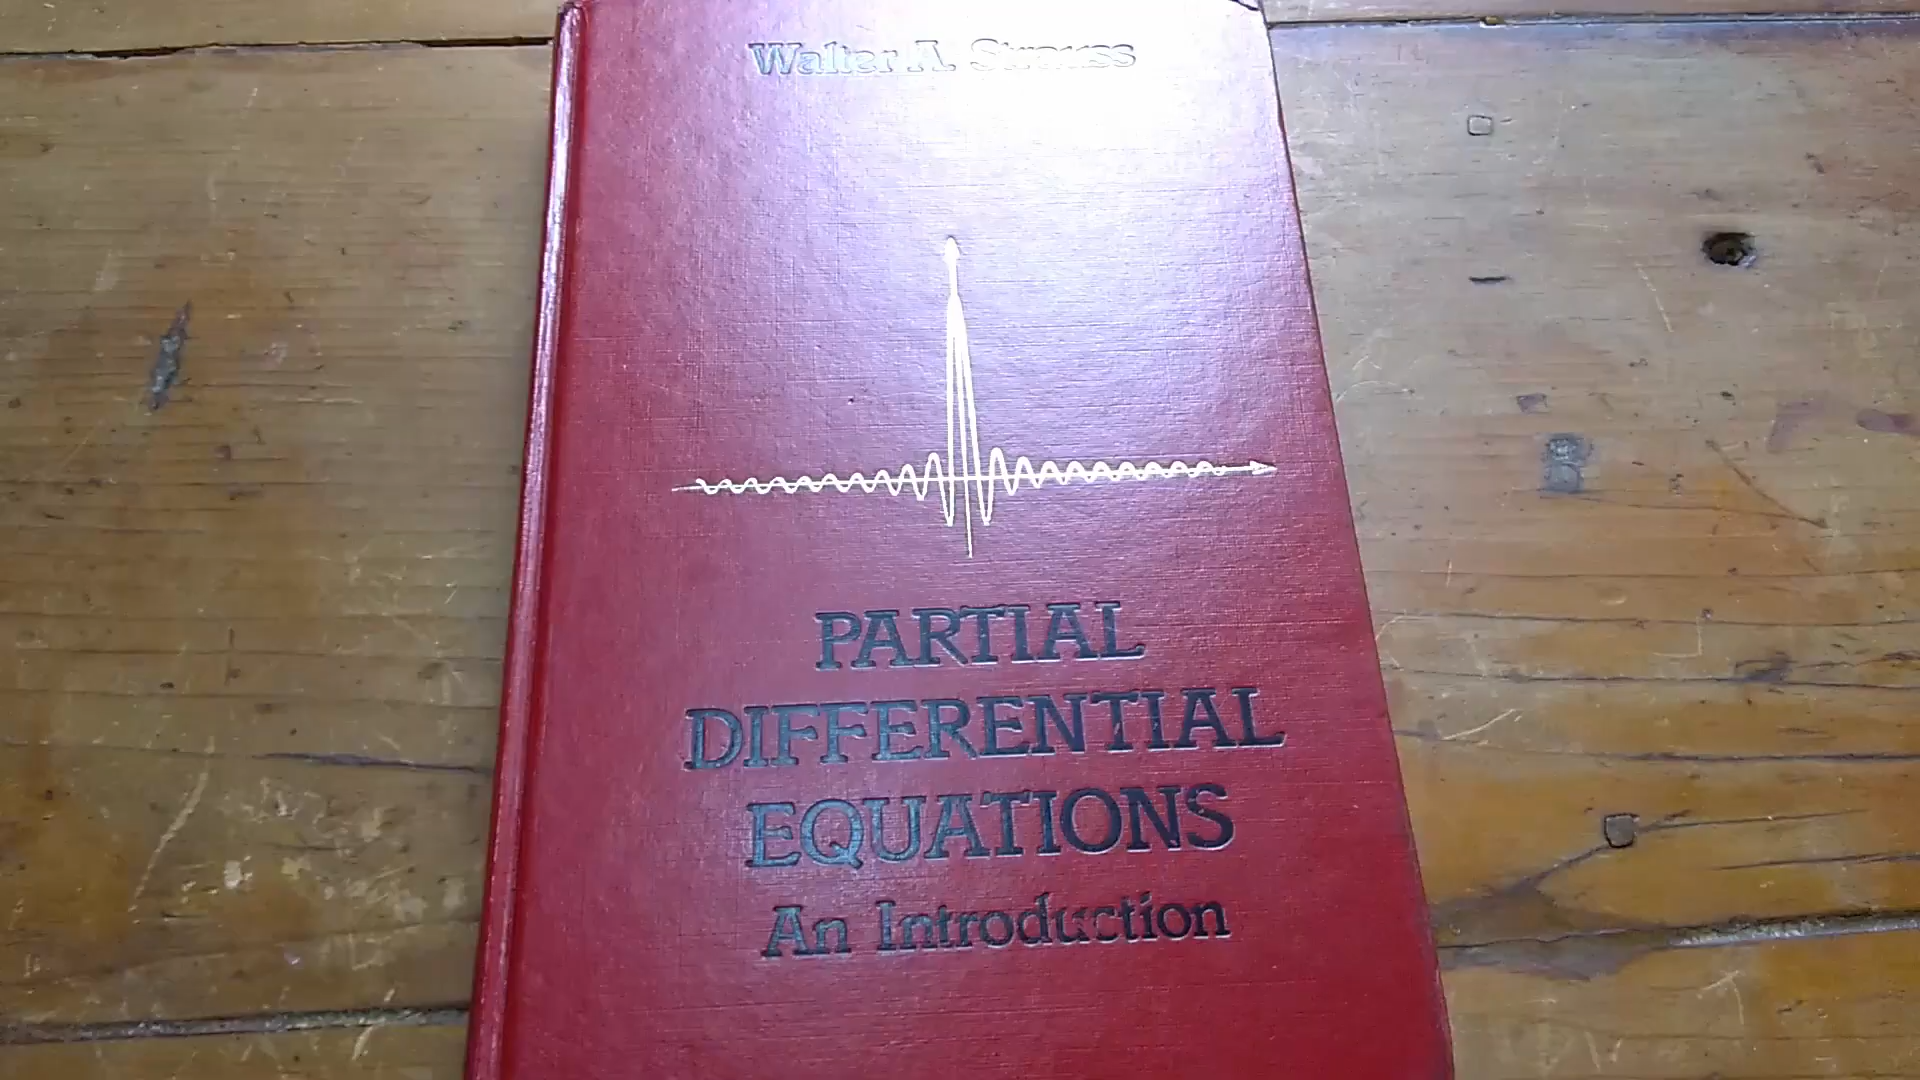 Walter A. Strauss
PARTIAL
DIFFERENTIAL
EQUATIONS
An Introduction